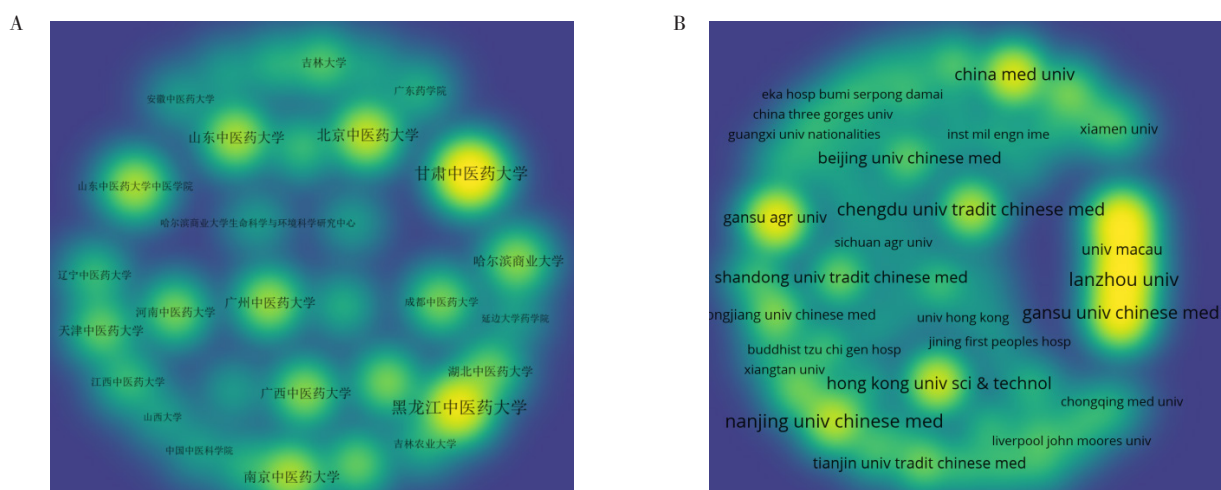 A
吉林大学
广东药学院
安徽中医药大学
山东中医药大学
北京中医药大学
甘肃中医药大学
山东中医药大学中医学院
哈尔滨商业大学生命科学与环境科学研究中心
哈尔滨商业大学
辽宁中医药大学
广州中医药大学
成都中医药大学
河南中医药大学
延边大学药学院
天津中医药大学
湖北中医药大学
江西中医药大学
广西中医药大学
黑龙江中医药大学
山西大学
吉林农业大学
中国中医科学院
南京中医药大学
B
china med univ
eka hosp bumi serpong damai
china three gorges univ
xiamen univ
guangxi univ nationalities
inst mil engn ime
beijing univ chinese med
chengdu univ tradit chinese med
gansu agr univ
sichuan agr univ
univ macau
shandong univ tradit chinese med
lanzhou univ
ongjiang univ chinese med
univ hong kong
gansu univ chinese med
jining first peoples hosp
buddhist tzu chi gen hosp
xiangtan univ
hong kong univ sci & technol
chongqing med univ
nanjing univ chinese med
liverpool john moores univ
tianjin univ tradit chinese med